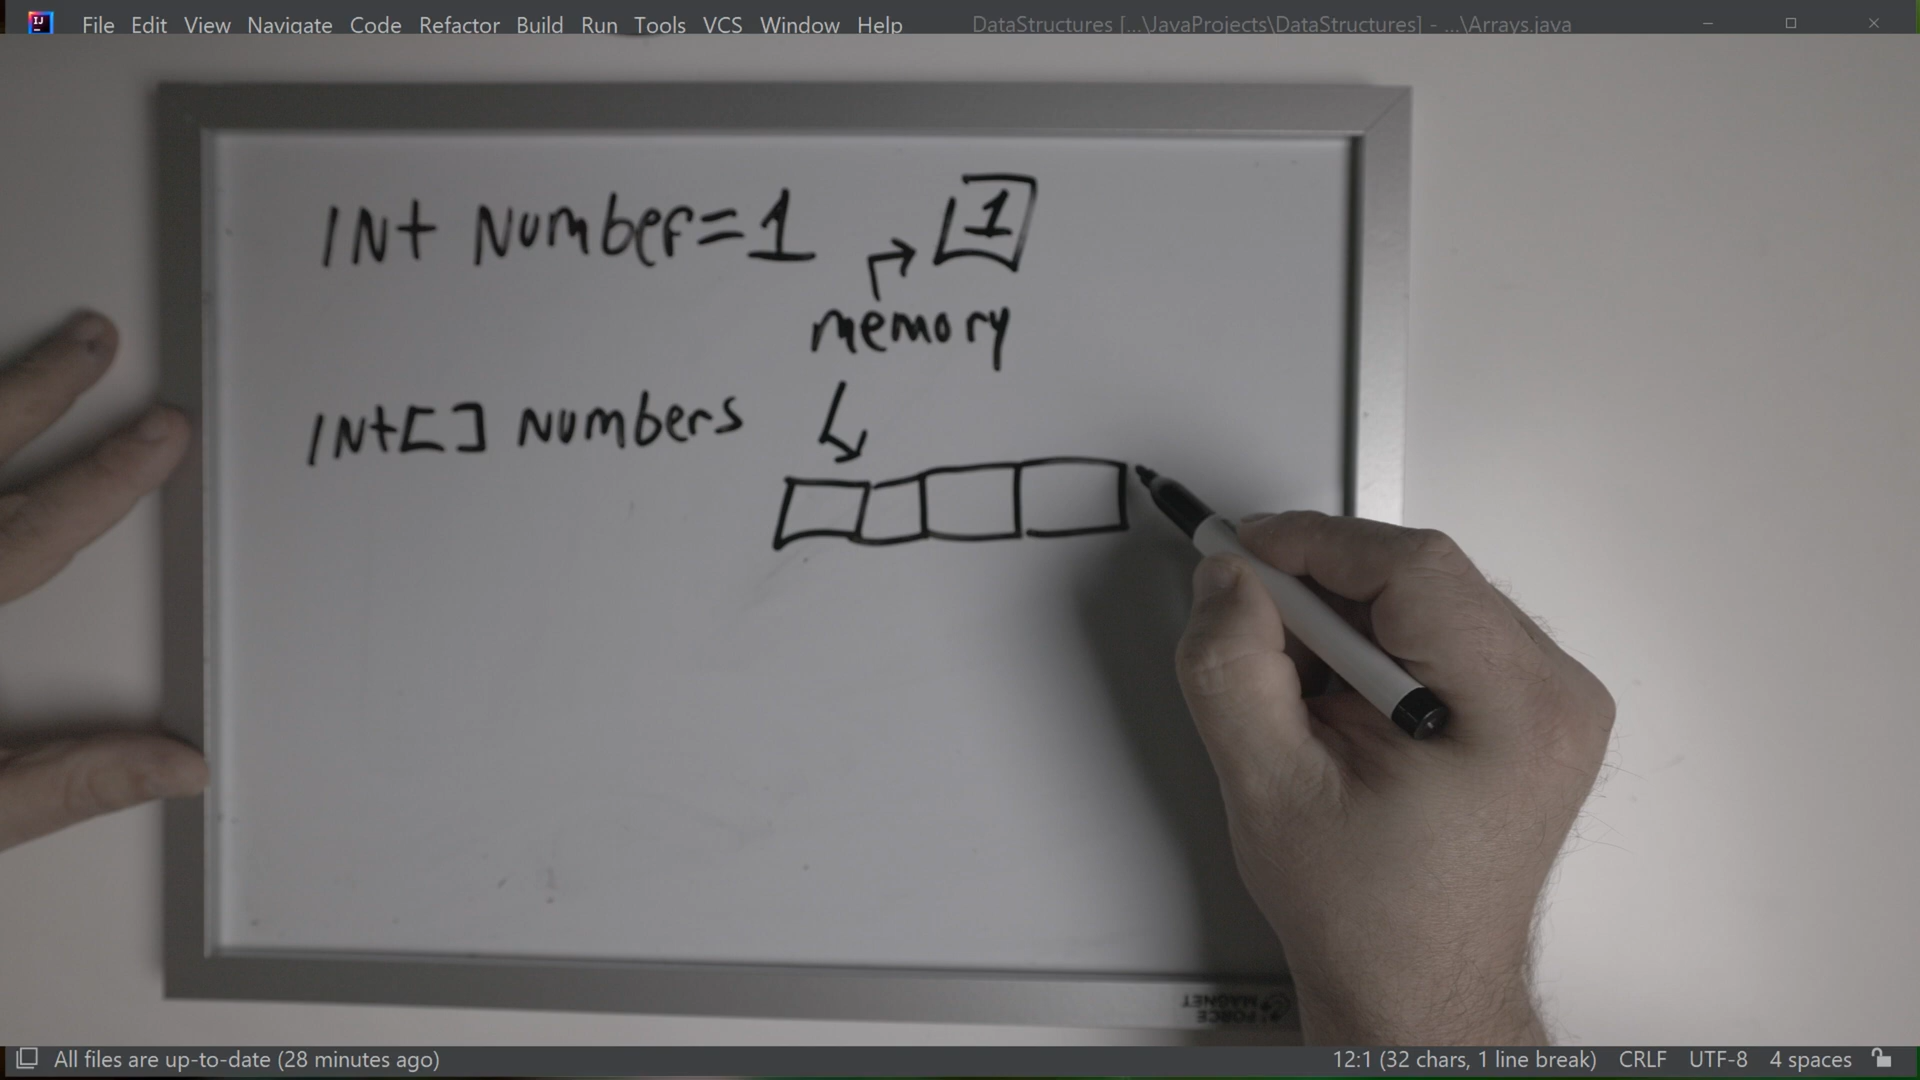 File Edit View Navigate Code Refactor Build Run Tools VCS Window Help DataStructures [...\JavaProjects\DataStructures] - ...\Arrays.java
INt Number=1 1
memory
INt[] Numbers
FORCE
MAGNET
All files are up-to-date (28 minutes ago) 12:1 (32 chars, 1 line break) CRLF UTF-8 4 spaces